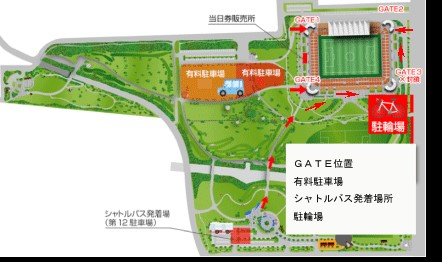 当日券販売所
GATE1
GATE2
有料駐車場
有料駐車場
GATE4
GATE3
×封鎖
駐輪場
ＧＡＴＥ位置
有料駐車場
シャトルバス発着場所
駐輪場
シャトルバス発着場
(第12駐車場)